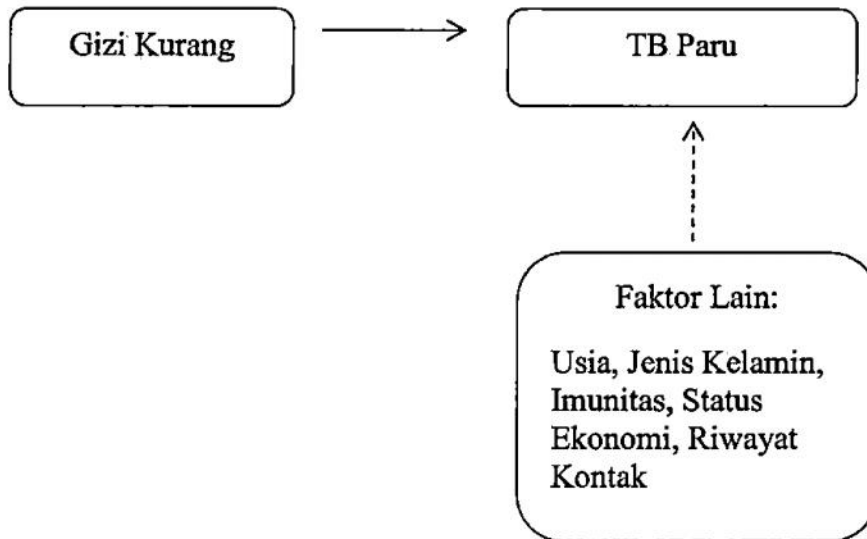 Gizi Kurang
TB Paru
Faktor Lain:
Usia, Jenis Kelamin,
Imunitas, Status
Ekonomi, Riwayat
Kontak